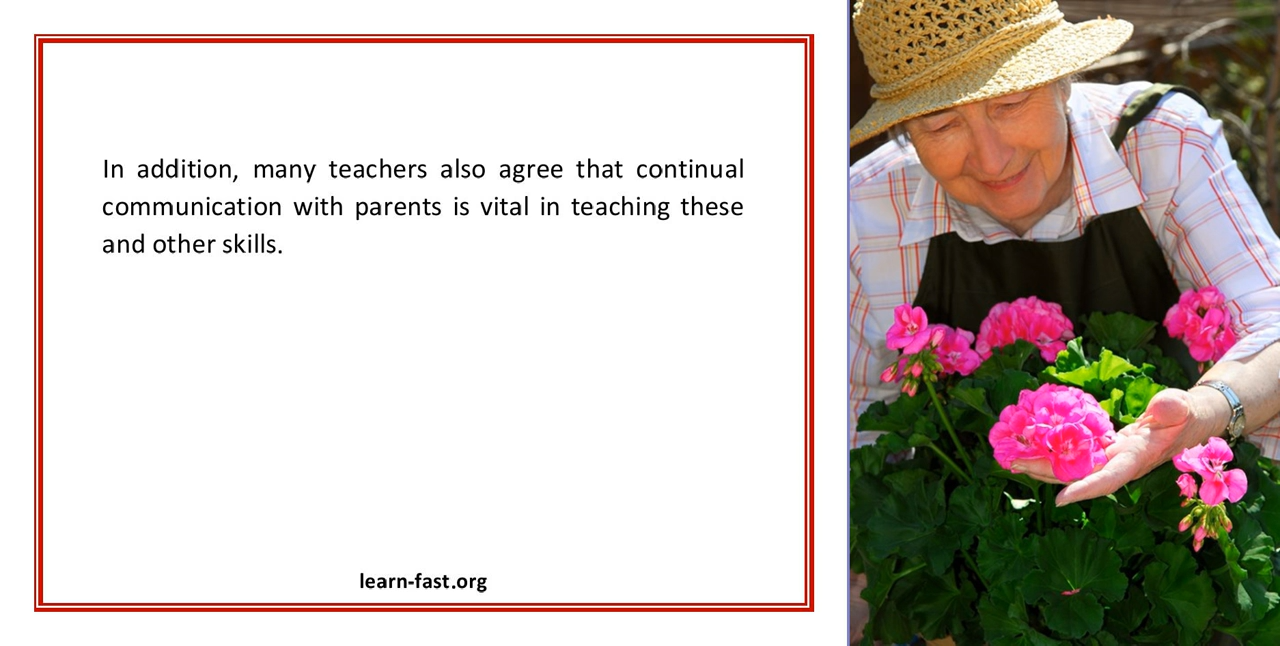 In addition, many teachers also agree that continual
communication with parents is vital in teaching these
and other skills.
learn-fast.org